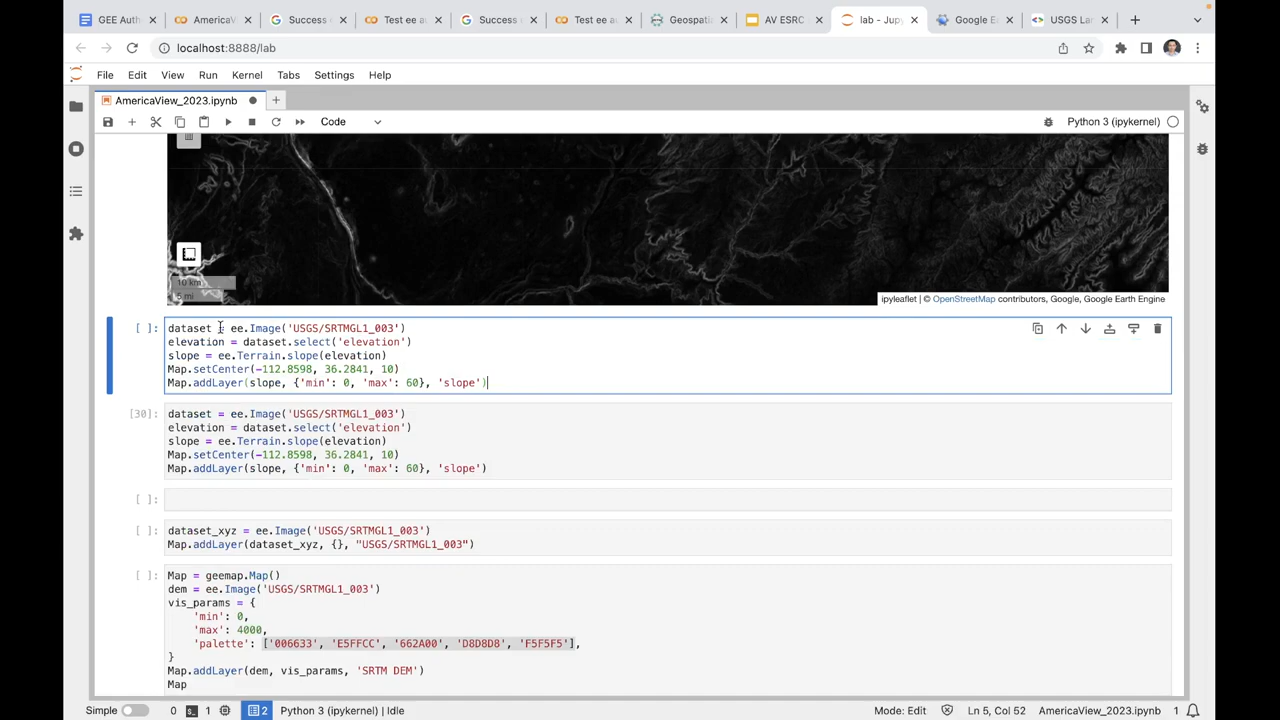 GEE Auth
AmericaV
Success
Test ee a
Success
Test ee a
Geospati
AV ESRC
lab - Jup
Google E
USGS Lan
localhost:8888/lab
File Edit View Run Kernel Tabs Settings Help
AmericaView_2023.ipynb
Code
Python 3 (ipykernel)
10 km
5 mi
ipyleaflet | © OpenStreetMap contributors, Google, Google Earth Engine
[ ]:
dataset = ee.Image('USGS/SRTMGL1_003')
elevation = dataset.select('elevation')
slope = ee.Terrain.slope(elevation)
Map.setCenter(-112.8598, 36.2841, 10)
Map.addLayer(slope, {'min': 0, 'max': 60}, 'slope')
[30]:
dataset = ee.Image('USGS/SRTMGL1_003')
elevation = dataset.select('elevation')
slope = ee.Terrain.slope(elevation)
Map.setCenter(-112.8598, 36.2841, 10)
Map.addLayer(slope, {'min': 0, 'max': 60}, 'slope')
[ ]:
[ ]:
dataset_xyz = ee.Image('USGS/SRTMGL1_003')
Map.addLayer(dataset_xyz, {}, "USGS/SRTMGL1_003")
[ ]:
Map = geemap.Map()
dem = ee.Image('USGS/SRTMGL1_003')
vis_params = {
'min': 0,
'max': 4000,
'palette': ['006633', 'E5FFCC', '662A00', 'D8D8D8', 'F5F5F5'],
}
Map.addLayer(dem, vis_params, 'SRTM DEM')
Map
Simple 0 1 2 Python 3 (ipykernel) | Idle Mode: Edit Ln 5, Col 52 AmericaView_2023.ipynb 1